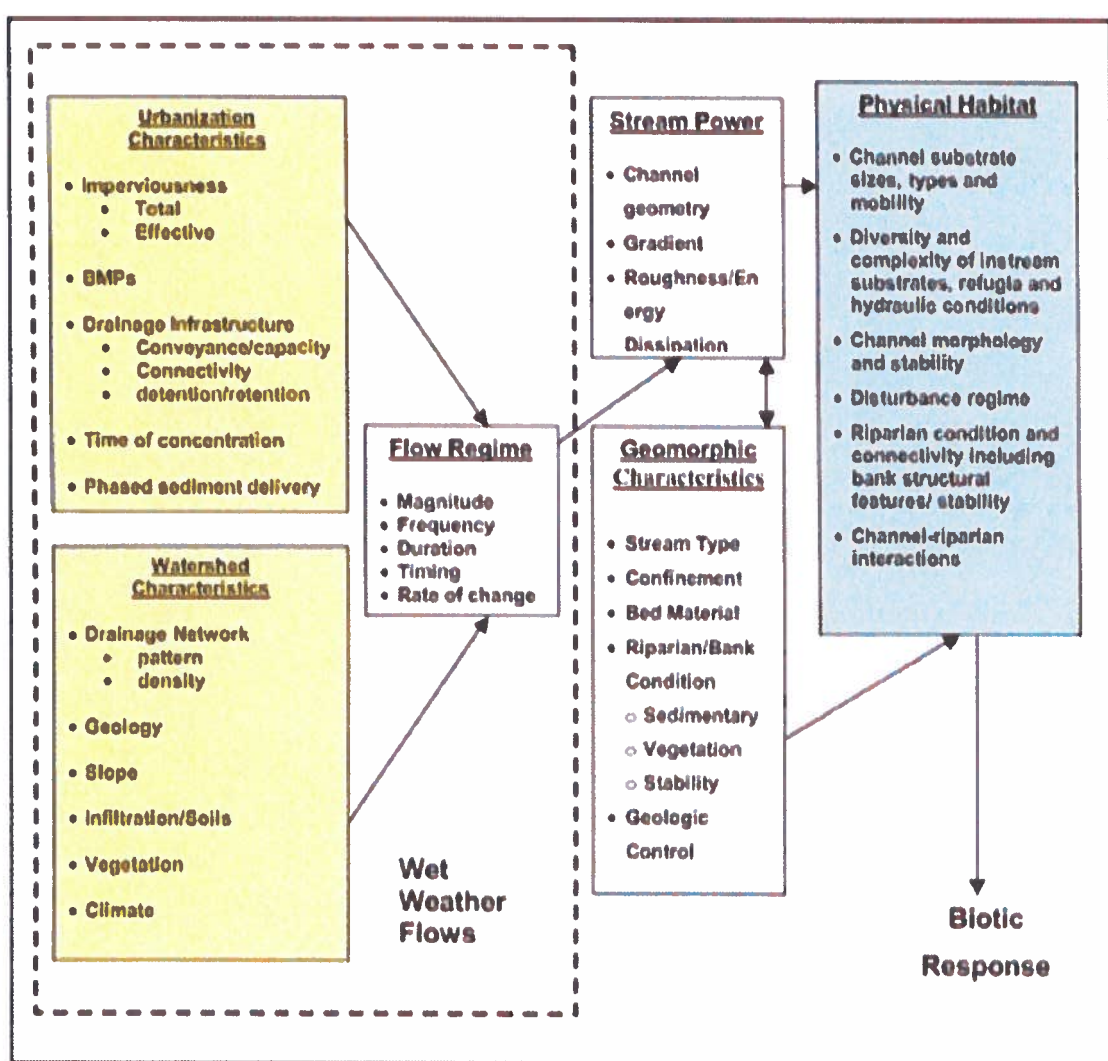 Urbanization
Characteristics
• Imperviousness
• Total
• Effective
• BMPs
• Drainage Infrastructure
• Conveyance/capacity
• Connectivity
• detention/retention
• Time of concentration
• Phased sediment delivery
Watershed
Characteristics
• Drainage Network
• pattern
• density
• Geology
• Slope
• Infiltration/Soils
• Vegetation
• Climate
Flow Regime
• Magnitude
• Frequency
• Duration
• Timing
• Rate of change
Wet
Weather
Flows
Stream Power
• Channel
geometry
• Gradient
• Roughness/En
ergy
Dissipation
Geomorphic
Characteristics
• Stream Type
• Confinement
• Bed Material
• Riparian/Bank
Condition
○ Sedimentary
○ Vegetation
○ Stability
• Geologic
Control
Physical Habitat
• Channel substrate
sizes, types and
mobility
• Diversity and
complexity of instream
substrates, refugia and
hydraulic conditions
• Channel morphology
and stability
• Disturbance regime
• Riparian condition and
connectivity including
bank structural
features/ stability
• Channel-riparian
interactions
Biotic
Response